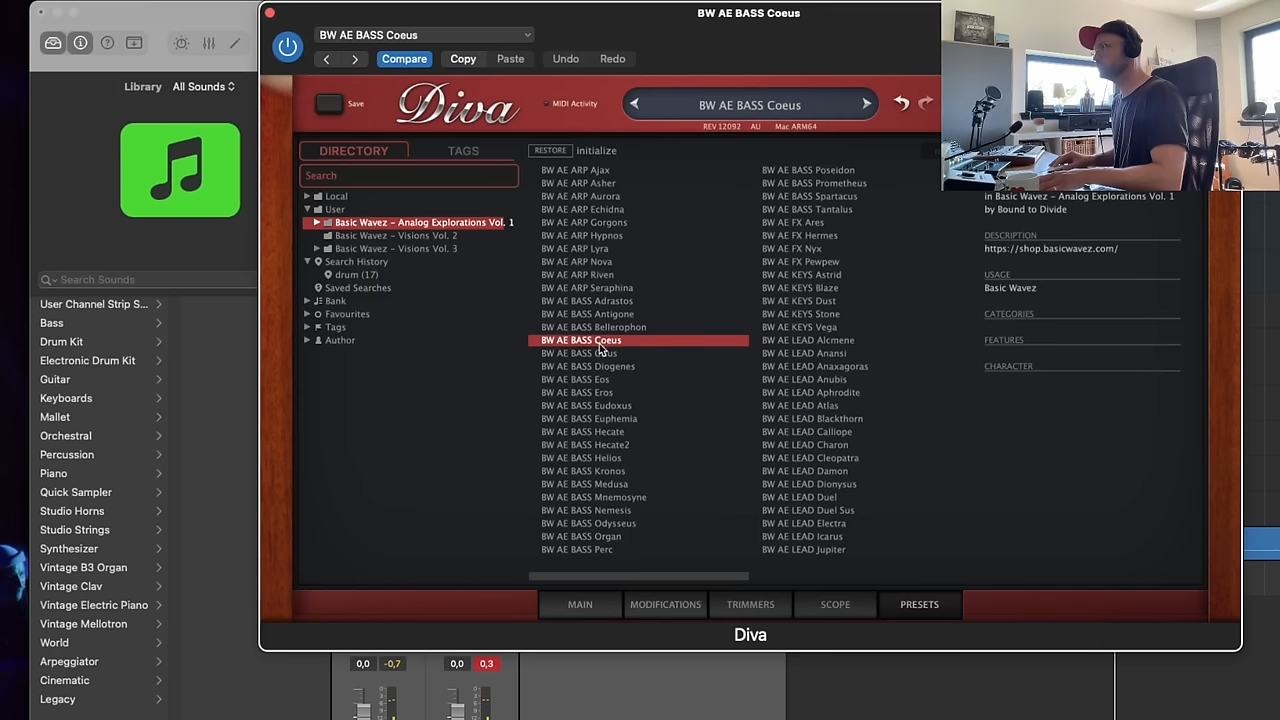 BW AE BASS Coeus
BW AE BASS Coeus
Compare
Copy
Paste
Undo
Redo
Library
All Sounds
Search Sounds
User Channel Strip S...
Bass
Drum Kit
Electronic Drum Kit
Guitar
Keyboards
Mallet
Orchestral
Percussion
Piano
Quick Sampler
Studio Horns
Studio Strings
Synthesizer
Vintage B3 Organ
Vintage Clav
Vintage Electric Piano
Vintage Mellotron
World
Arpeggiator
Cinematic
Legacy
Save
Diva
MIDI Activity
BW AE BASS Coeus
REV 12092 AU Mac ARM64
DIRECTORY
TAGS
RESTORE
initialize
Search
Local
User
Basic Wavez - Analog Explorations Vol. 1
Basic Wavez - Visions Vol. 2
Basic Wavez - Visions Vol. 3
Search History
drum (17)
Saved Searches
Bank
Favourites
Tags
Author
BW AE ARP Ajax
BW AE ARP Asher
BW AE ARP Aurora
BW AE ARP Echidna
BW AE ARP Gorgons
BW AE ARP Hypnos
BW AE ARP Lyra
BW AE ARP Nova
BW AE ARP Riven
BW AE ARP Seraphina
BW AE BASS Adrastos
BW AE BASS Antigone
BW AE BASS Bellerophon
BW AE BASS Coeus
BW AE BASS
BW AE BASS Diogenes
BW AE BASS Eos
BW AE BASS Eros
BW AE BASS Eudoxus
BW AE BASS Euphemia
BW AE BASS Hecate
BW AE BASS Hecate2
BW AE BASS Helios
BW AE BASS Kronos
BW AE BASS Medusa
BW AE BASS Mnemosyne
BW AE BASS Nemesis
BW AE BASS Odysseus
BW AE BASS Organ
BW AE BASS Perc
BW AE BASS Poseidon
BW AE BASS Prometheus
BW AE BASS Spartacus
BW AE BASS Tantalus
BW AE FX Ares
BW AE FX Hermes
BW AE FX Nyx
BW AE FX Pewpew
BW AE KEYS Astrid
BW AE KEYS Blaze
BW AE KEYS Dust
BW AE KEYS Stone
BW AE KEYS Vega
BW AE LEAD Alcmene
BW AE LEAD Anansi
BW AE LEAD Anaxagoras
BW AE LEAD Anubis
BW AE LEAD Aphrodite
BW AE LEAD Atlas
BW AE LEAD Blackthorn
BW AE LEAD Calliope
BW AE LEAD Charon
BW AE LEAD Cleopatra
BW AE LEAD Damon
BW AE LEAD Dionysus
BW AE LEAD Duel
BW AE LEAD Duel Sus
BW AE LEAD Electra
BW AE LEAD Icarus
BW AE LEAD Jupiter
in Basic Wavez - Analog Explorations Vol. 1
by Bound to Divide
DESCRIPTION
https://shop.basicwavez.com/
USAGE
Basic Wavez
CATEGORIES
FEATURES
CHARACTER
MAIN
MODIFICATIONS
TRIMMERS
SCOPE
PRESETS
Diva
0,0
-0,7
0,0
0,3